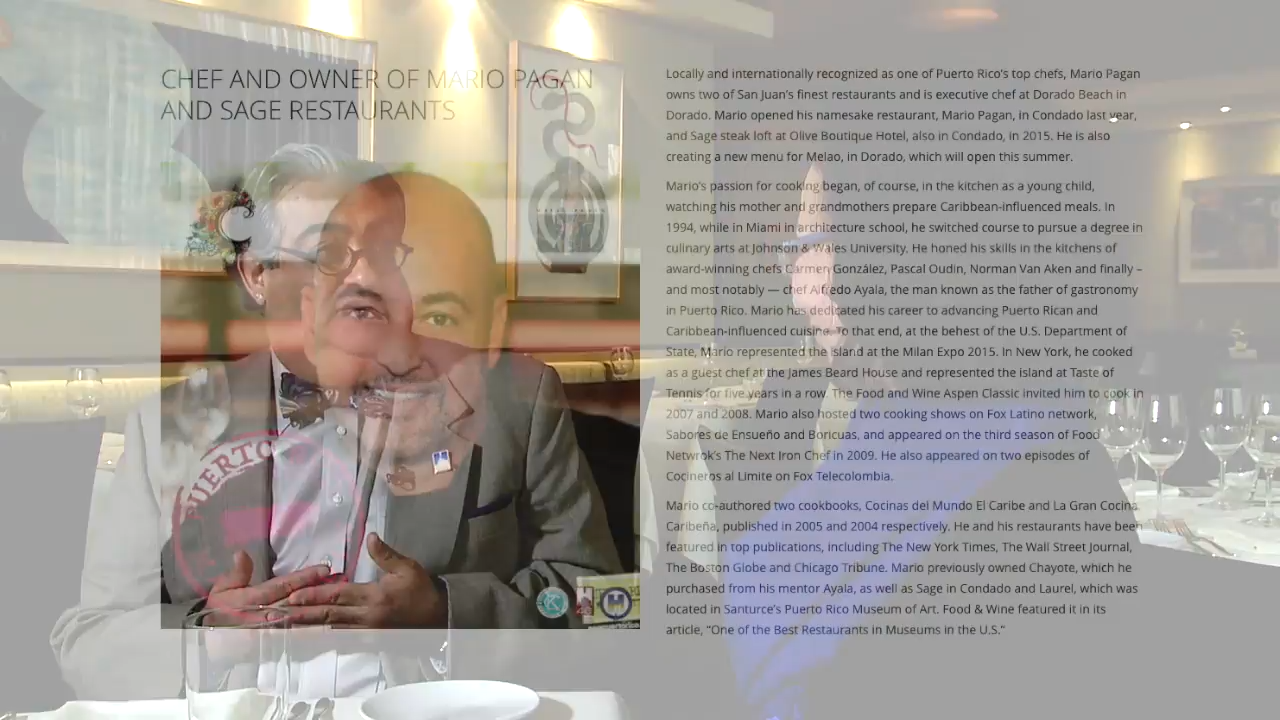 CHEF AND OWNER OF MARIO PAGAN
AND SAGE RESTAURANTS
Locally and internationally recognized as one of Puerto Rico's top chefs, Mario Pagan
owns two of San Juan's finest restaurants and is executive chef at Dorado Beach in
Dorado. Mario opened his namesake restaurant, Mario Pagan, in Condado last year,
and Sage steak loft at Olive Boutique Hotel, also in Condado, in 2015. He is also
creating a new menu for Melao, in Dorado, which will open this summer.
Mario's passion for cooking began, of course, in the kitchen as a young child,
watching his mother and grandmothers prepare Caribbean-influenced meals. In
1994, while in Miami in architecture school, he switched course to pursue a degree in
culinary arts at Johnson & Wales University. He honed his skills in the kitchens of
award-winning chefs Carmen González, Pascal Oudin, Norman Van Aken and finally –
and most notably — chef Alfredo Ayala, the man known as the father of gastronomy
in Puerto Rico. Mario has dedicated his career to advancing Puerto Rican and
Caribbean-influenced cuisine. To that end, at the behest of the U.S. Department of
State, Mario represented the island at the Milan Expo 2015. In New York, he cooked
as a guest chef at the James Beard House and represented the island at Taste of
Tennis for five years in a row. The Food and Wine Aspen Classic invited him to cook in
2007 and 2008. Mario also hosted two cooking shows on Fox Latino network,
Sabores de Ensueño and Boricuas, and appeared on the third season of Food
Netwrok's The Next Iron Chef in 2009. He also appeared on two episodes of
Cocineros al Limite on Fox Telecolombia.
Mario co-authored two cookbooks, Cocinas del Mundo El Caribe and La Gran Cocina
Caribeña, published in 2005 and 2004 respectively. He and his restaurants have been
featured in top publications, including The New York Times, The Wall Street Journal,
The Boston Globe and Chicago Tribune. Mario previously owned Chayote, which he
purchased from his mentor Ayala, as well as Sage in Condado and Laurel, which was
located in Santurce's Puerto Rico Museum of Art. Food & Wine featured it in its
article, "One of the Best Restaurants in Museums in the U.S."
PUERTO
K